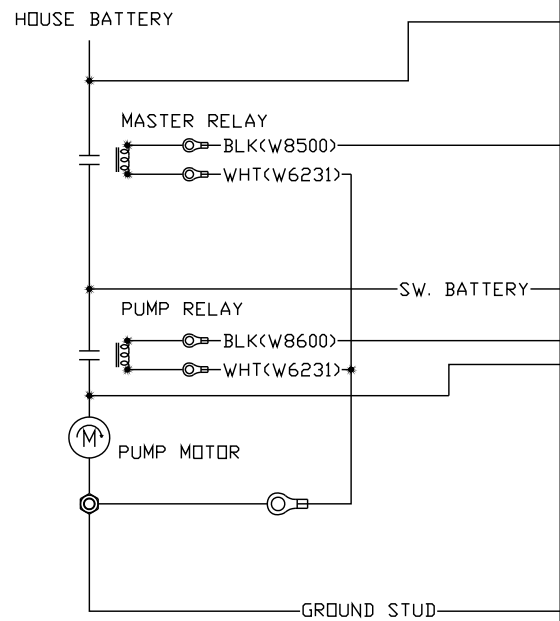 HOUSE BATTERY
MASTER RELAY
BLK(W8500)
WHT(W6231)
SW. BATTERY
PUMP RELAY
BLK(W8600)
WHT(W6231)
M
PUMP MOTOR
GROUND STUD